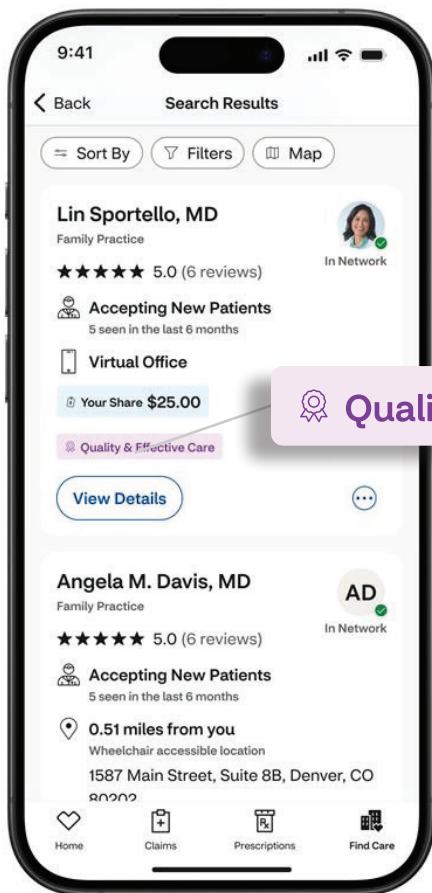 9:41
Back
Search Results
Sort By
Filters
Map
Lin Sportello, MD
Family Practice
5.0 (6 reviews)
In Network
Accepting New Patients
5 seen in the last 6 months
Virtual Office
Your Share $25.00
Quality & Effective Care
Quali
View Details
Angela M. Davis, MD
AD
Family Practice
5.0 (6 reviews)
In Network
Accepting New Patients
5 seen in the last 6 months
0.51 miles from you
Wheelchair accessible location
1587 Main Street, Suite 8B, Denver, CO
80202
Rx
Home
Claims
Prescriptions
Find Care